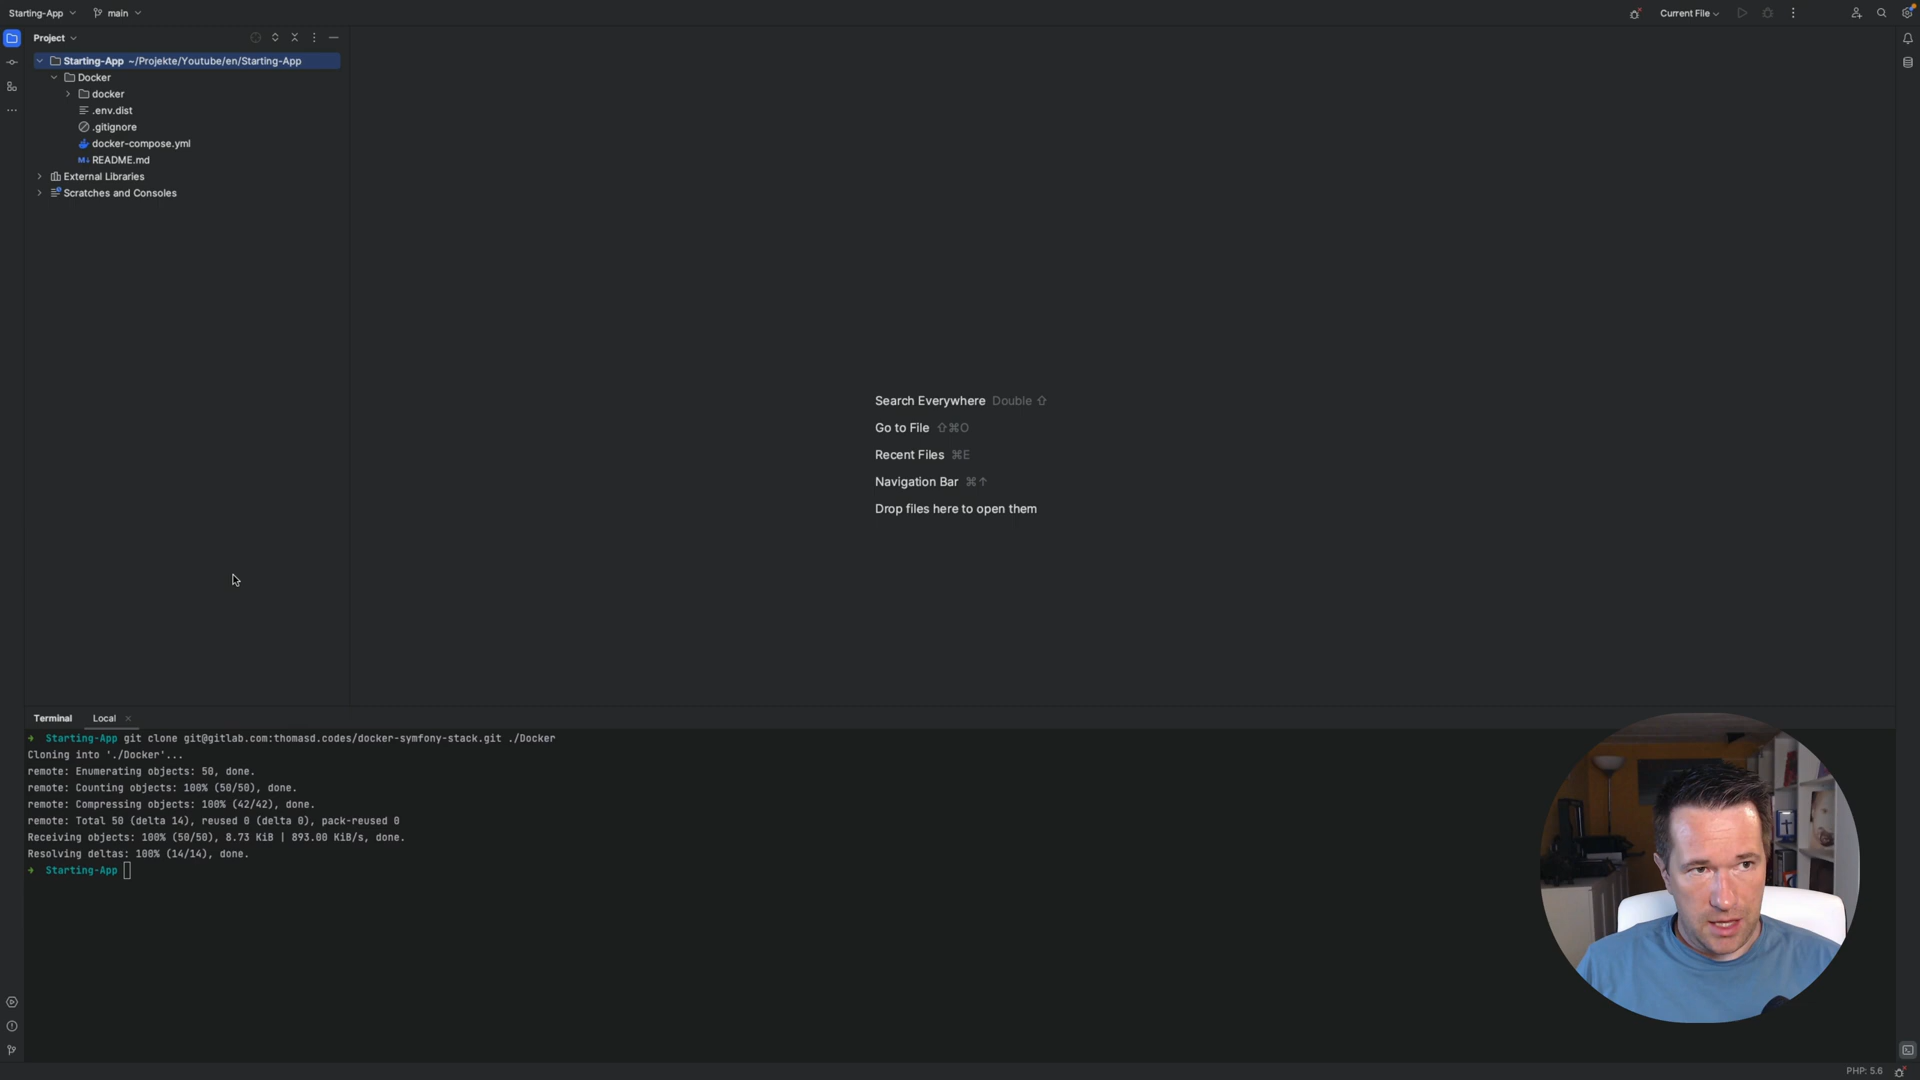 Starting-App
main
Current File
Project
Starting-App ~/Projekte/Youtube/en/Starting-App
Docker
docker
.env.dist
.gitignore
docker-compose.yml
README.md
External Libraries
Scratches and Consoles
Search Everywhere Double ⇧
Go to File ⇧⌘O
Recent Files ⌘E
Navigation Bar ⌘↑
Drop files here to open them
Terminal Local
→ Starting-App git clone git@gitlab.com:thomasd.codes/docker-symfony-stack.git ./Docker
Cloning into './Docker'...
remote: Enumerating objects: 50, done.
remote: Counting objects: 100% (50/50), done.
remote: Compressing objects: 100% (42/42), done.
remote: Total 50 (delta 14), reused 0 (delta 0), pack-reused 0
Receiving objects: 100% (50/50), 8.73 KiB | 893.00 KiB/s, done.
Resolving deltas: 100% (14/14), done.
→ Starting-App
PHP: 5.6